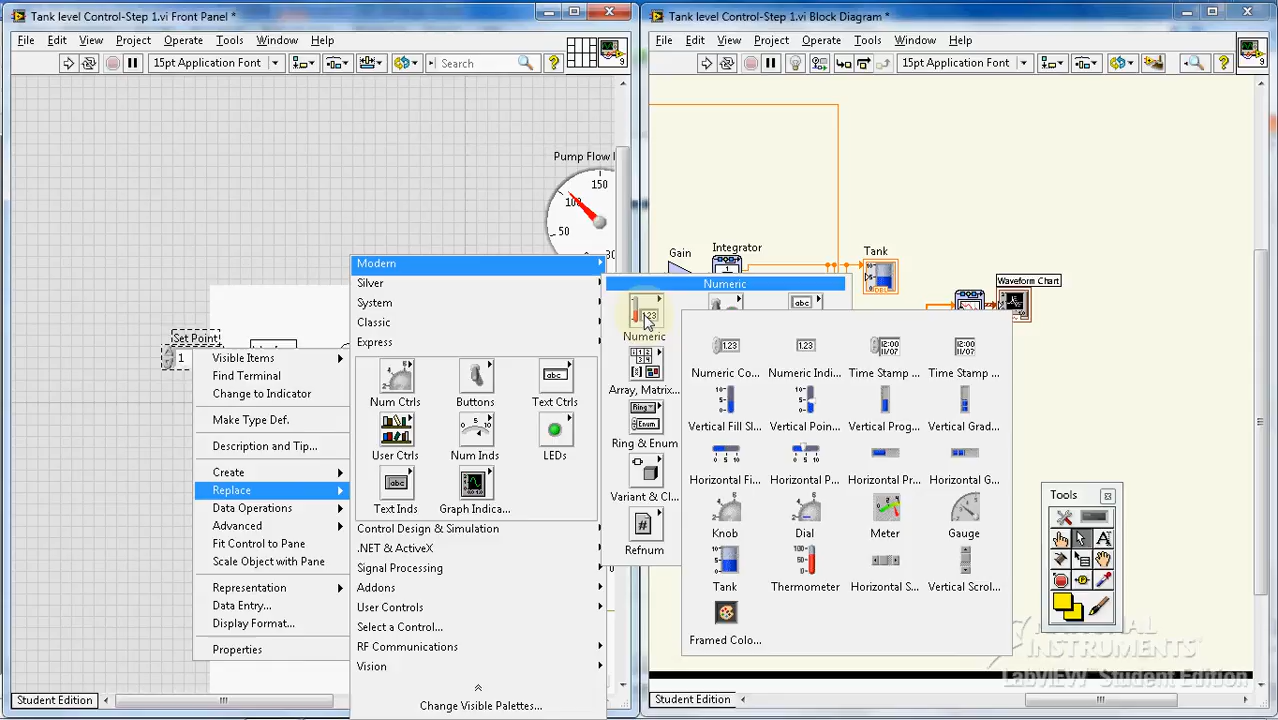 Tank level Control-Step 1.vi Front Panel *
File Edit View Project Operate Tools Window Help
15pt Application Font
Search
Pump Flow
150
100
50
Set Point
1
Visible Items
Find Terminal
Change to Indicator
Make Type Def.
Description and Tip...
Create
Replace
Data Operations
Advanced
Fit Control to Pane
Scale Object with Pane
Representation
Data Entry...
Display Format...
Properties
Modern
Silver
System
Classic
Express
Num Ctrls
Buttons
Text Ctrls
User Ctrls
Num Inds
LEDs
Text Inds
Graph Indica...
Control Design & Simulation
.NET & ActiveX
Signal Processing
Addons
User Controls
Select a Control...
RF Communications
Vision
Change Visible Palettes...
Student Edition
Tank level Control-Step 1.vi Block Diagram *
File Edit View Project Operate Tools Window Help
15pt Application Font
Gain
Integrator
Tank
Waveform Chart
Numeric
Numeric
Array, Matrix...
Ring & Enum
Variant & Cl...
Refnum
Numeric Co...
Numeric Indi...
Time Stamp ...
Time Stamp ...
Vertical Fill Sl...
Vertical Poin...
Vertical Prog...
Vertical Grad...
Horizontal Fi...
Horizontal P...
Horizontal Pr...
Horizontal G...
Knob
Dial
Meter
Gauge
Tank
Thermometer
Horizontal S...
Vertical Scrol...
Framed Colo...
Tools
NATIONAL
INSTRUMENTS
LabVIEW Student Edition
Student Edition